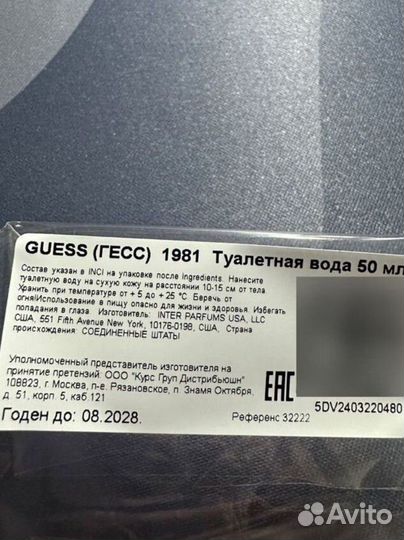 GUESS (ГЕСС) 1981 Туалетная вода 50 мл
Состав указан в INCI на упаковке после ingredients. Нанесите
туалетную воду на сухую кожу на расстоянии 10-15 см от тела.
Хранить при температуре от + 5 до + 25 °C. Беречь от
огня!Использование в пищу опасно для жизни и здоровья. Избегать
попадания в глаза. Изготовитель: INTER PARFUMS USA, LLC
США, 551 Fifth Avenue New York, 10176-0198, США, Страна
происхождения: СОЕДИНЕННЫЕ ШТАТЫ
Уполномоченный представитель изготовителя на
принятие претензий: ООО "Курс Груп Дистрибьюшн"
108823, г. Москва, п-е. Рязановское, п. Знамя Октября,
д. 51, корп. 5, каб.121
EAC
5DV2403220480
Годен до: 08.2028.
Референс 32222
Avito